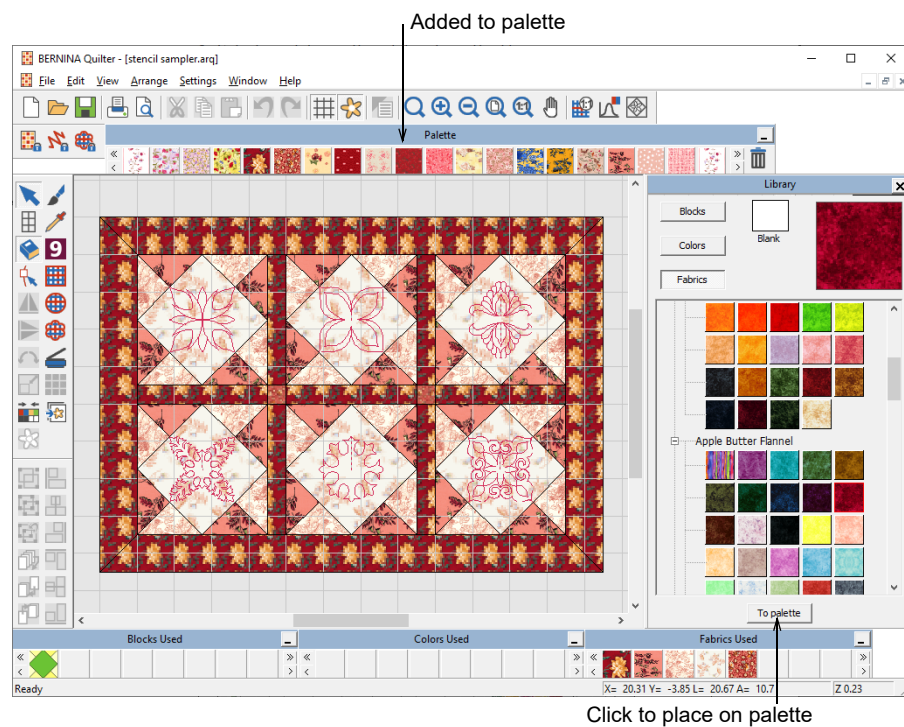 Added to palette
BERNINA Quilter - [stencil sampler.arq]
File Edit View Arrange Settings Window Help
Palette
Library
Blocks
Blank
Colors
Fabrics
Apple Butter Flannel
To palette
Blocks Used
Colors Used
Fabrics Used
Ready
X= 20.31 Y= -3.85 L= 20.67 A= 10.7
Z 0.23
Click to place on palette